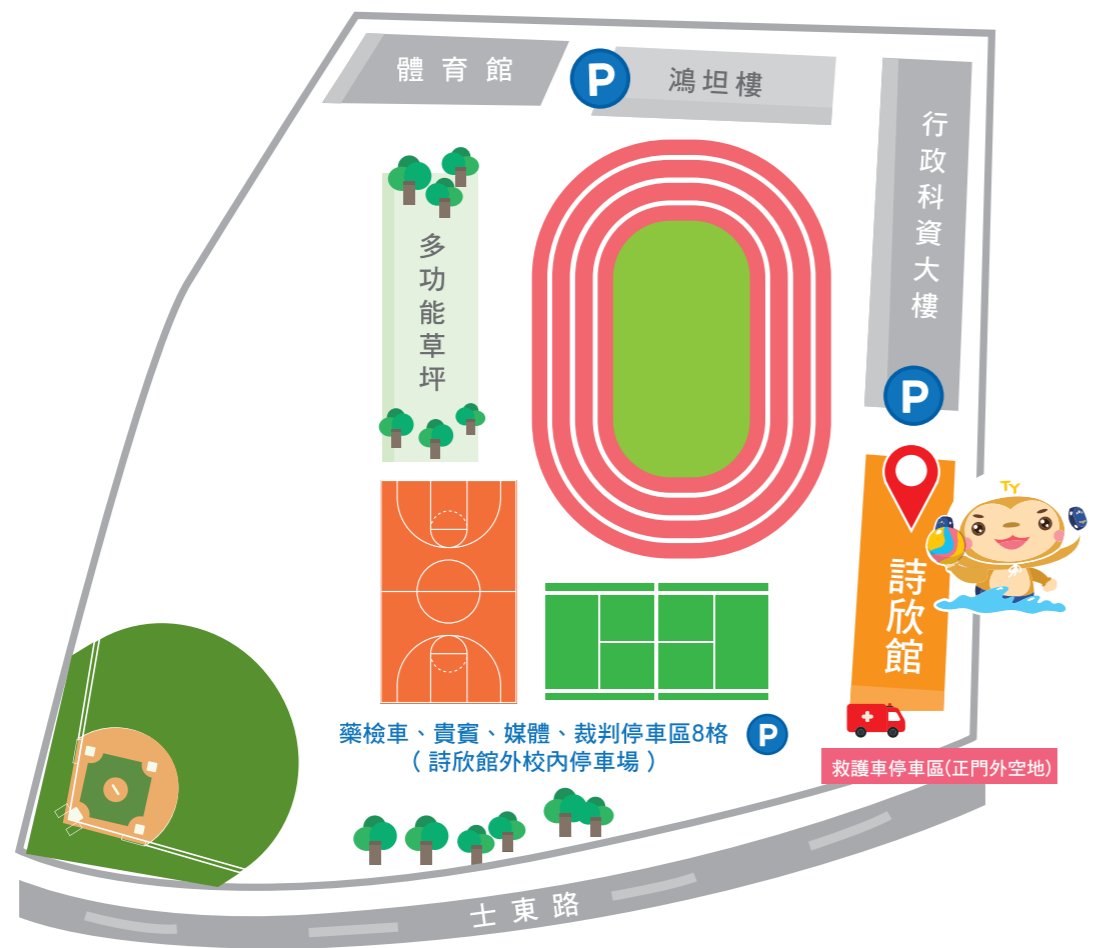 體育館
P
鴻坦樓
行政科資大樓
多功能草坪
P
TY
詩欣館
藥檢車、貴賓、媒體、裁判停車區8格
（詩欣館外校內停車場）
P
救護車停車區(正門外空地)
士東路